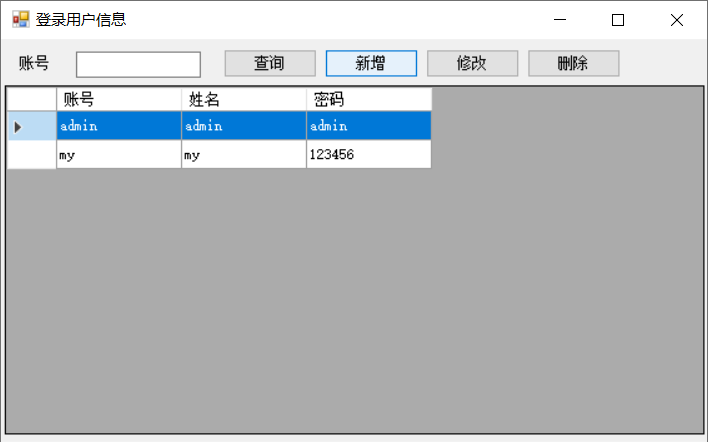 登录用户信息
账号 查询 新增 修改 删除
账号 姓名 密码
admin admin admin
my my 123456